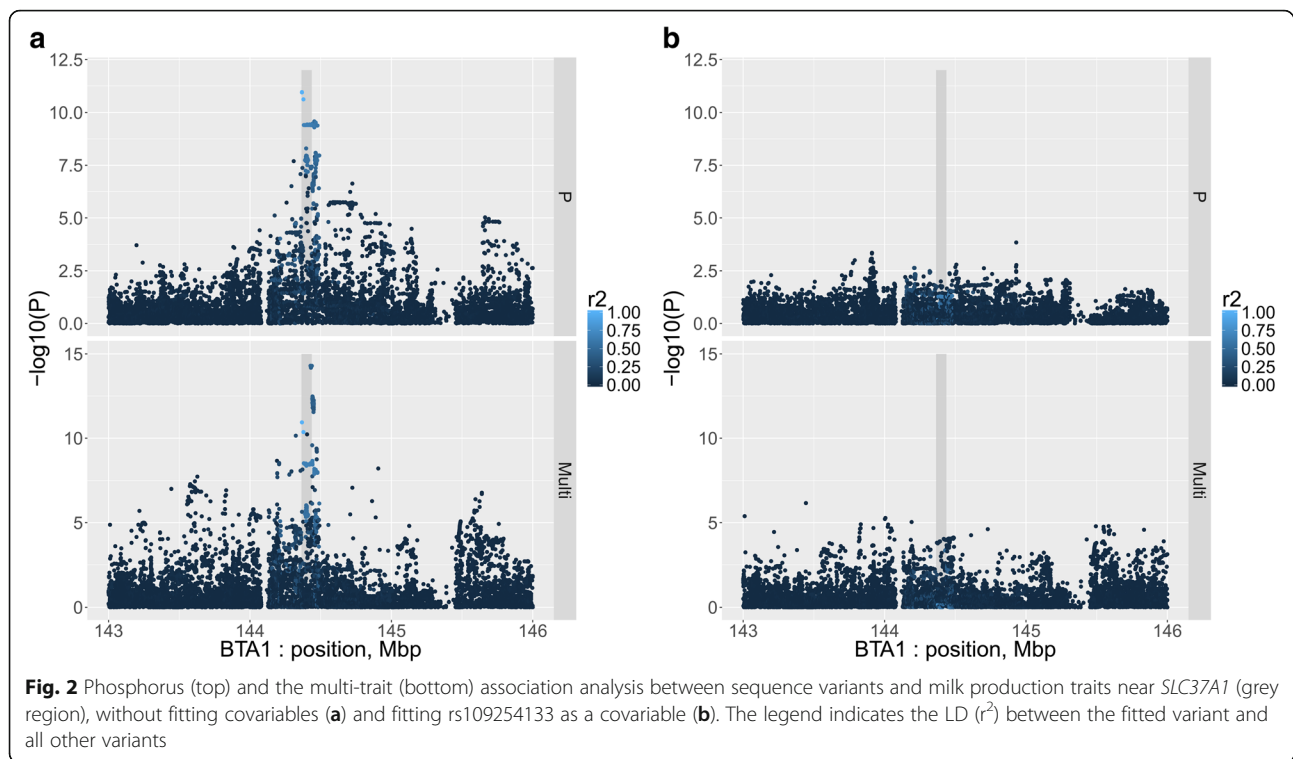 a
12.5
10.0
7.5
5.0
2.5
0.0
P
15
10
5
0
Multi
−log10(P)
143 144 145 146
BTA1 : position, Mbp
r2
1.00
0.75
0.50
0.25
0.00
b
12.5
10.0
7.5
5.0
2.5
0.0
P
15
10
5
0
Multi
−log10(P)
143 144 145 146
BTA1 : position, Mbp
r2
1.00
0.75
0.50
0.25
0.00
Fig. 2 Phosphorus (top) and the multi-trait (bottom) association analysis between sequence variants and milk production traits near SLC37A1 (grey
region), without fitting covariables (a) and fitting rs109254133 as a covariable (b). The legend indicates the LD (r²) between the fitted variant and
all other variants